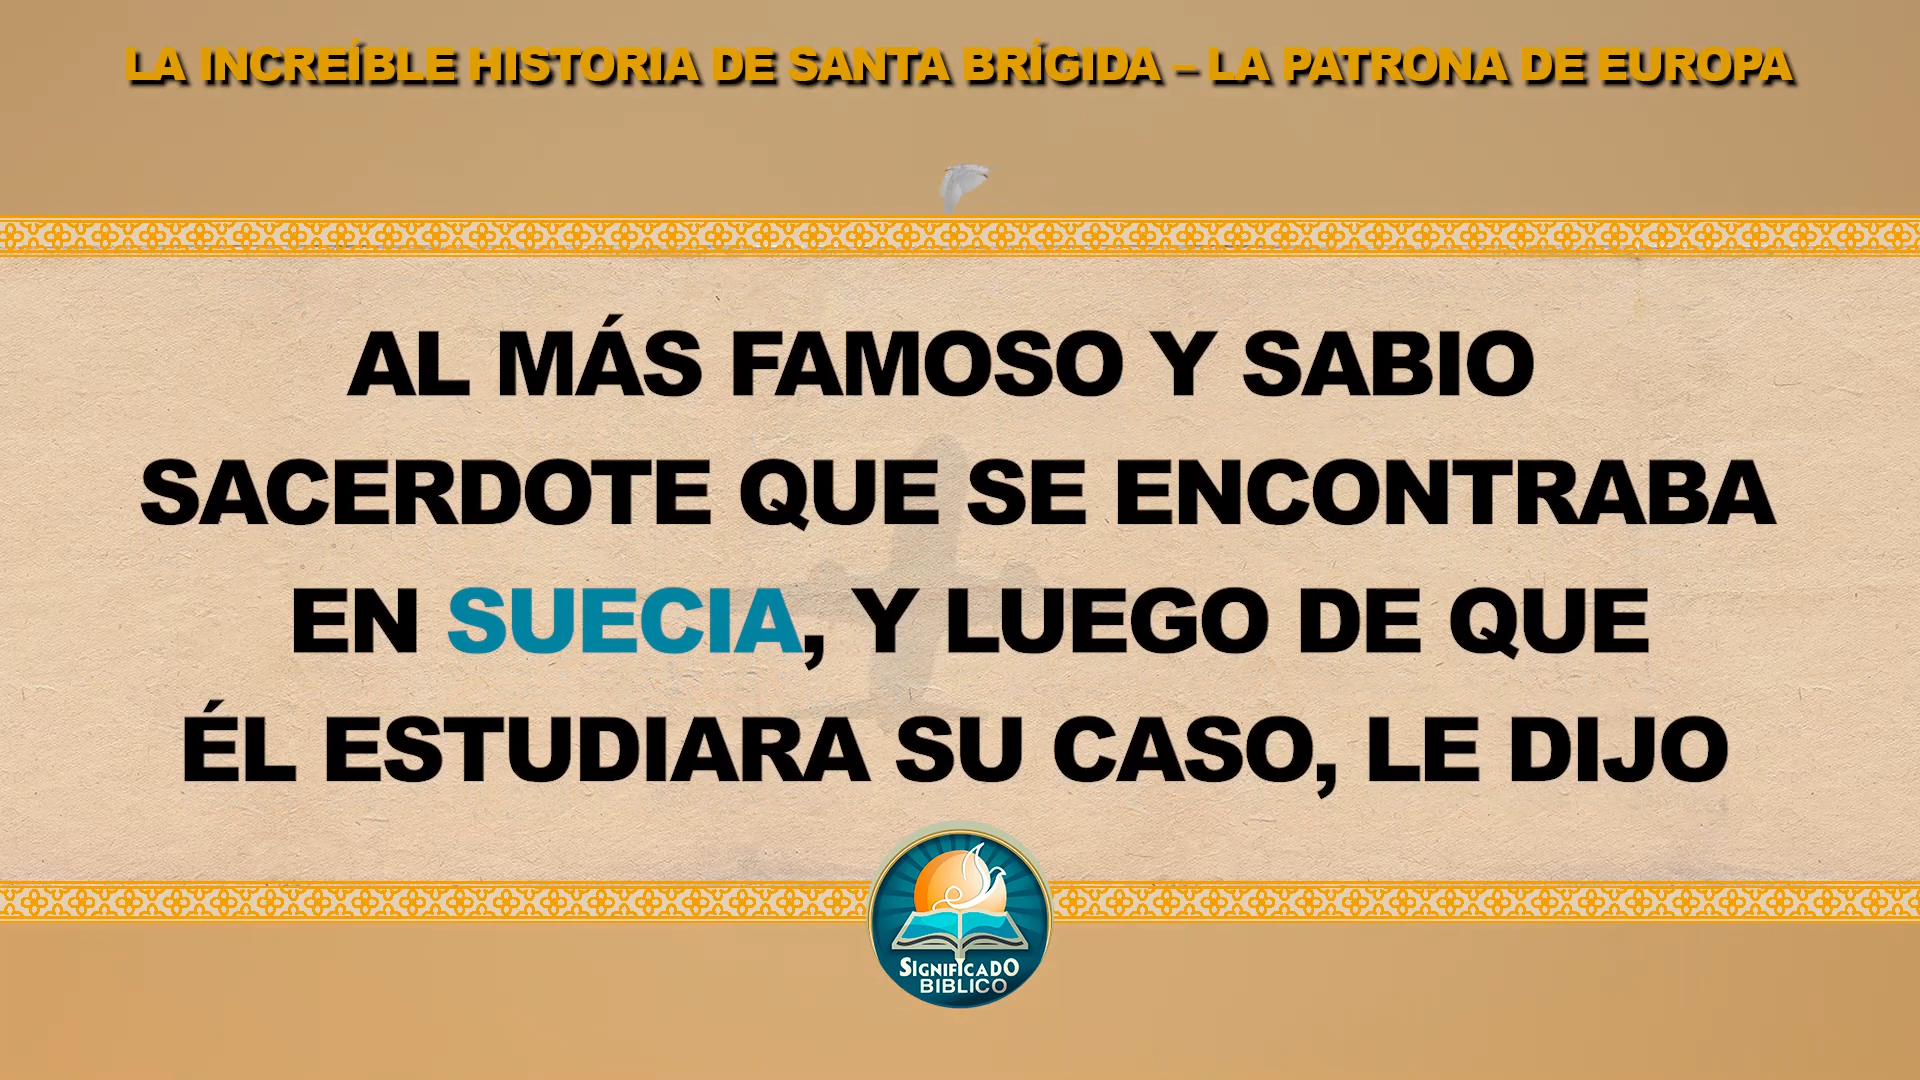 LA INCREÍBLE HISTORIA DE SANTA BRÍGIDA – LA PATRONA DE EUROPA
AL MÁS FAMOSO Y SABIO
SACERDOTE QUE SE ENCONTRABA
EN SUECIA, Y LUEGO DE QUE
ÉL ESTUDIARA SU CASO, LE DIJO
SIGNIFICADO
BIBLICO